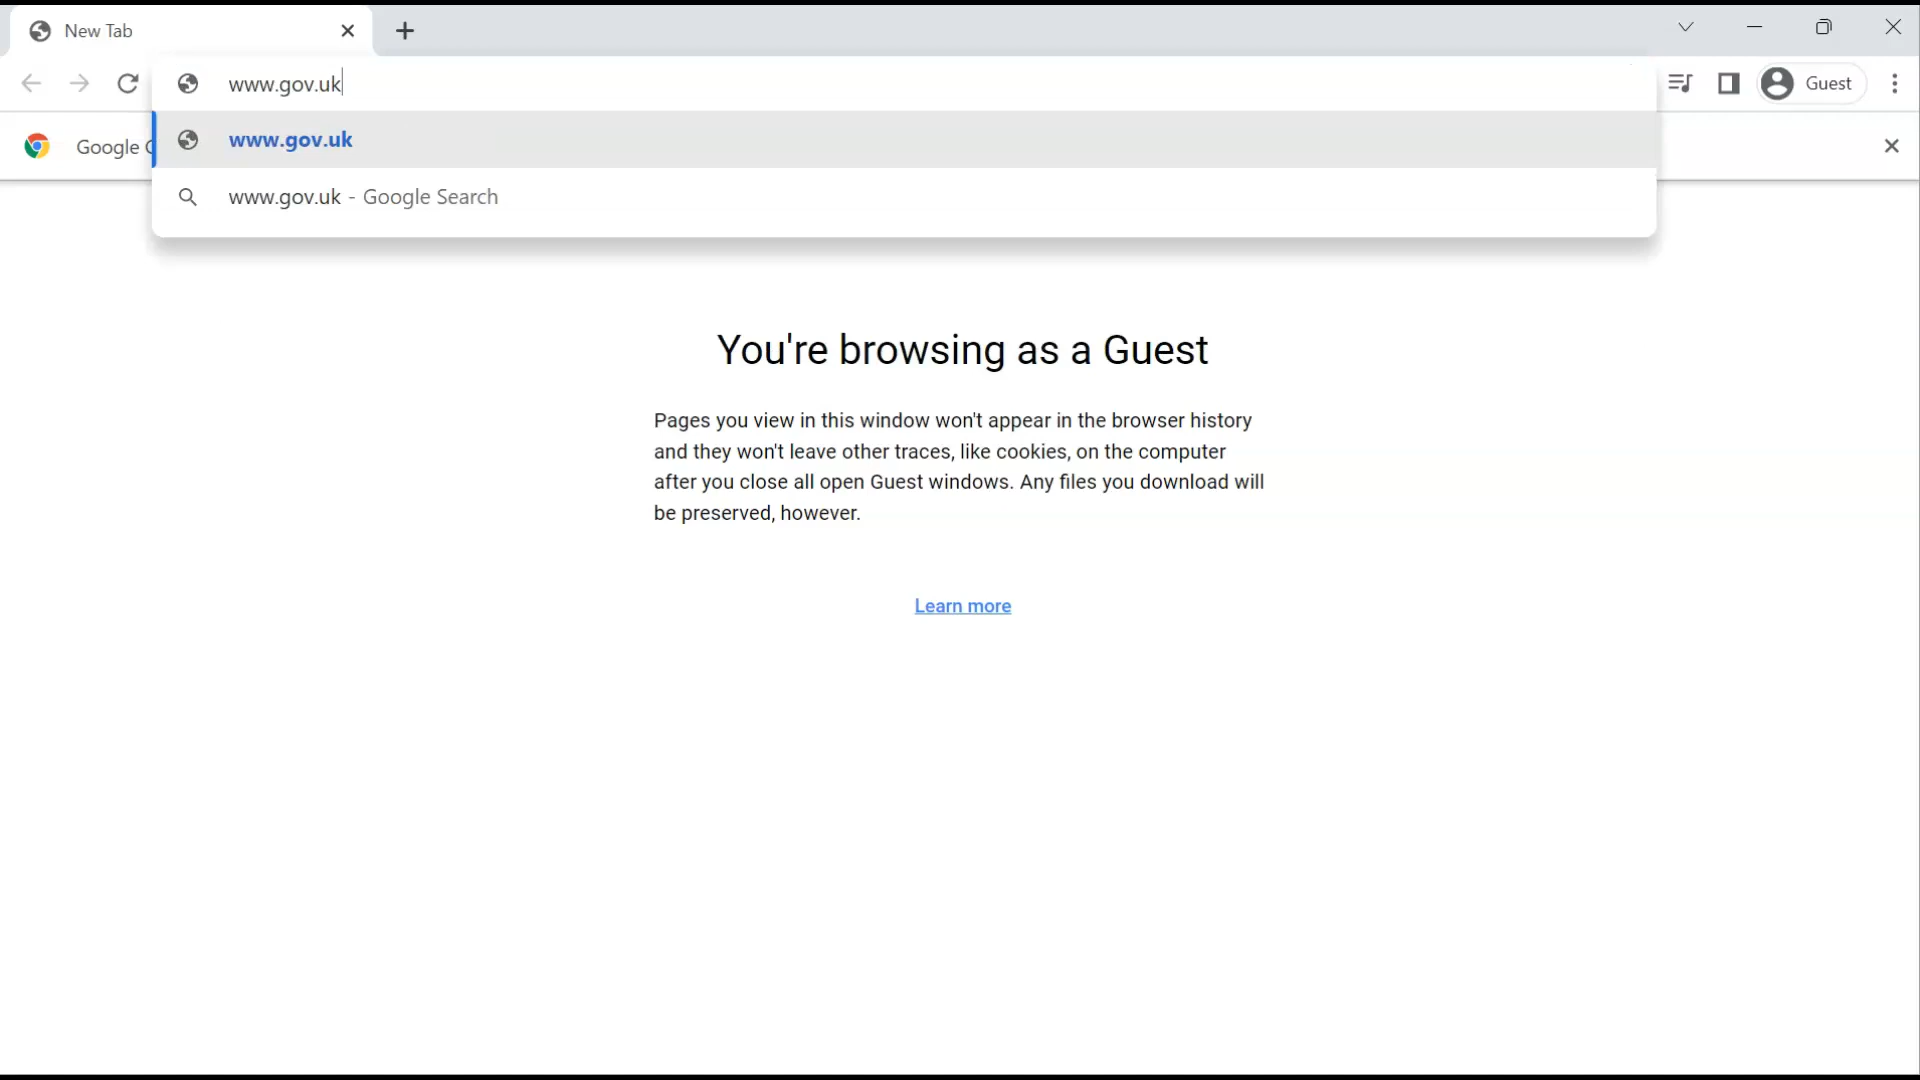 New Tab
www.gov.uk
Guest
Google
www.gov.uk
www.gov.uk - Google Search
You're browsing as a Guest
Pages you view in this window won't appear in the browser history
and they won't leave other traces, like cookies, on the computer
after you close all open Guest windows. Any files you download will
be preserved, however.
Learn more